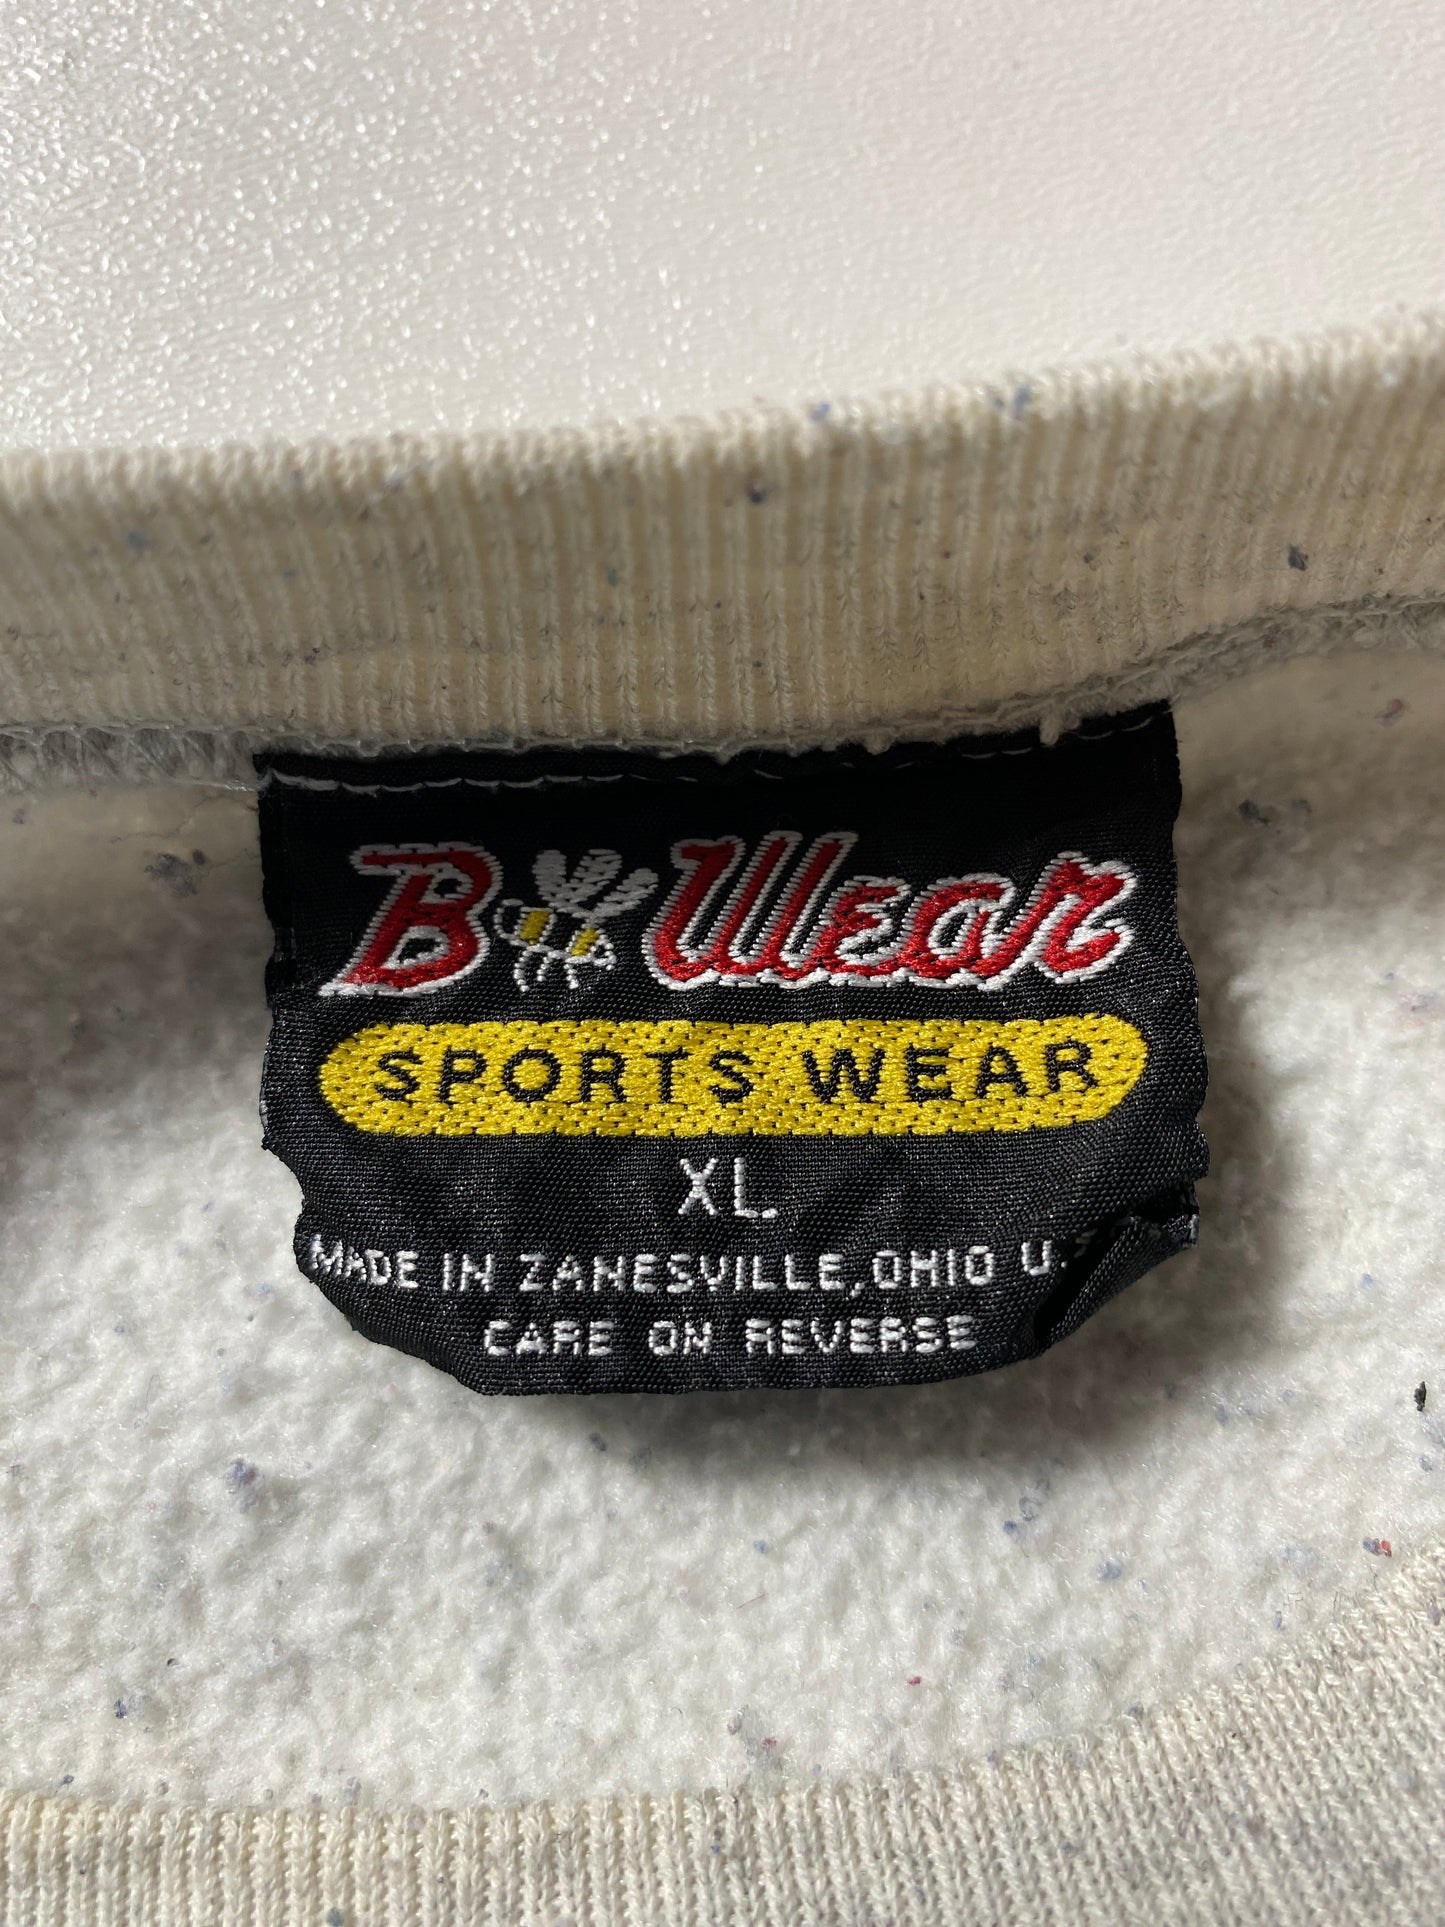 B Wear
SPORTS WEAR
XL
MADE IN ZANESVILLE, OHIO U.S
CARE ON REVERSE